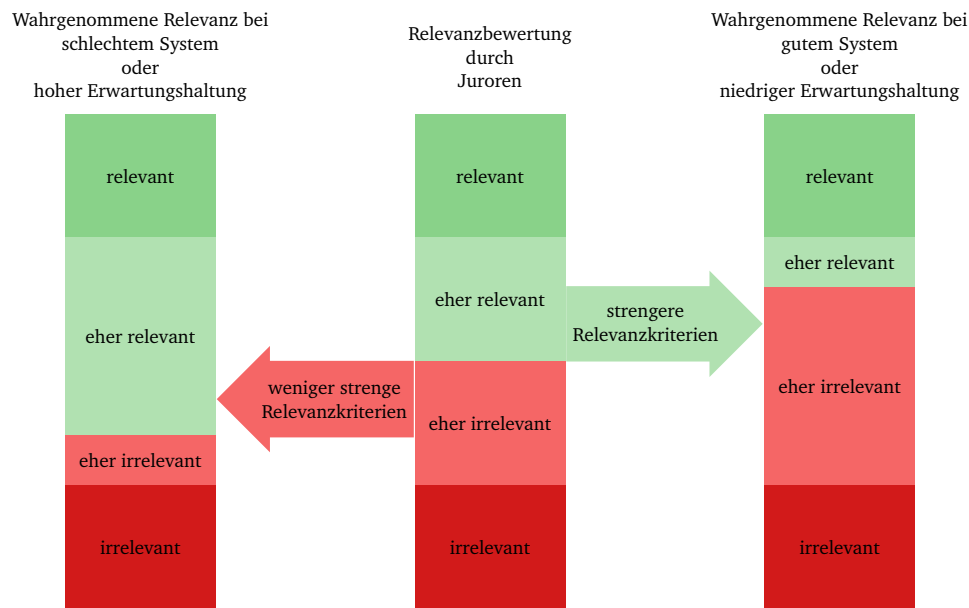 Wahrgenommene Relevanz bei
schlechtem System
oder
hoher Erwartungshaltung
Relevanzbewertung
durch
Juroren
Wahrgenommene Relevanz bei
gutem System
oder
niedriger Erwartungshaltung
relevant
eher relevant
eher irrelevant
irrelevant
weniger strenge
Relevanzkriterien
relevant
eher relevant
eher irrelevant
irrelevant
strengere
Relevanzkriterien
relevant
eher relevant
eher irrelevant
irrelevant